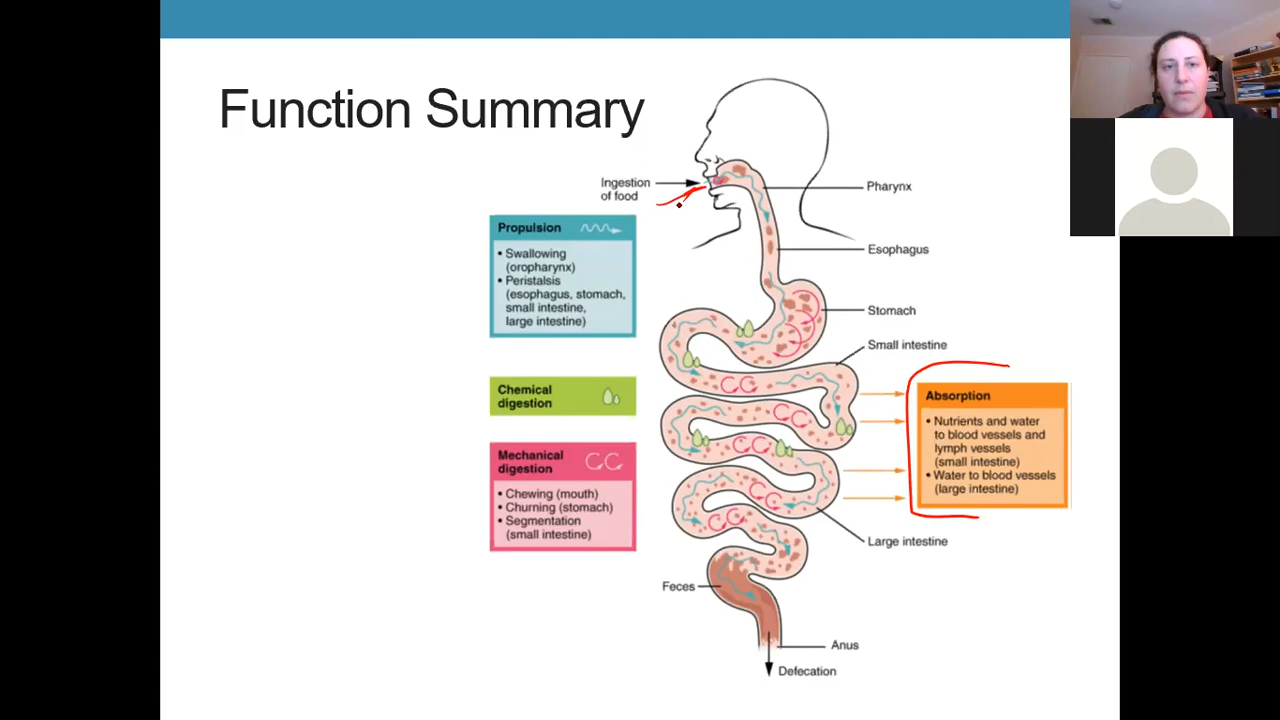 Function Summary
Ingestion
of food
Pharynx
Propulsion
• Swallowing
(oropharynx)
• Peristalsis
(esophagus, stomach,
small intestine,
large intestine)
Esophagus
Stomach
Small intestine
Chemical
digestion
Absorption
• Nutrients and water
to blood vessels and
lymph vessels
(small intestine)
• Water to blood vessels
(large intestine)
Mechanical
digestion
• Chewing (mouth)
• Churning (stomach)
• Segmentation
(small intestine)
Large intestine
Feces
Anus
Defecation